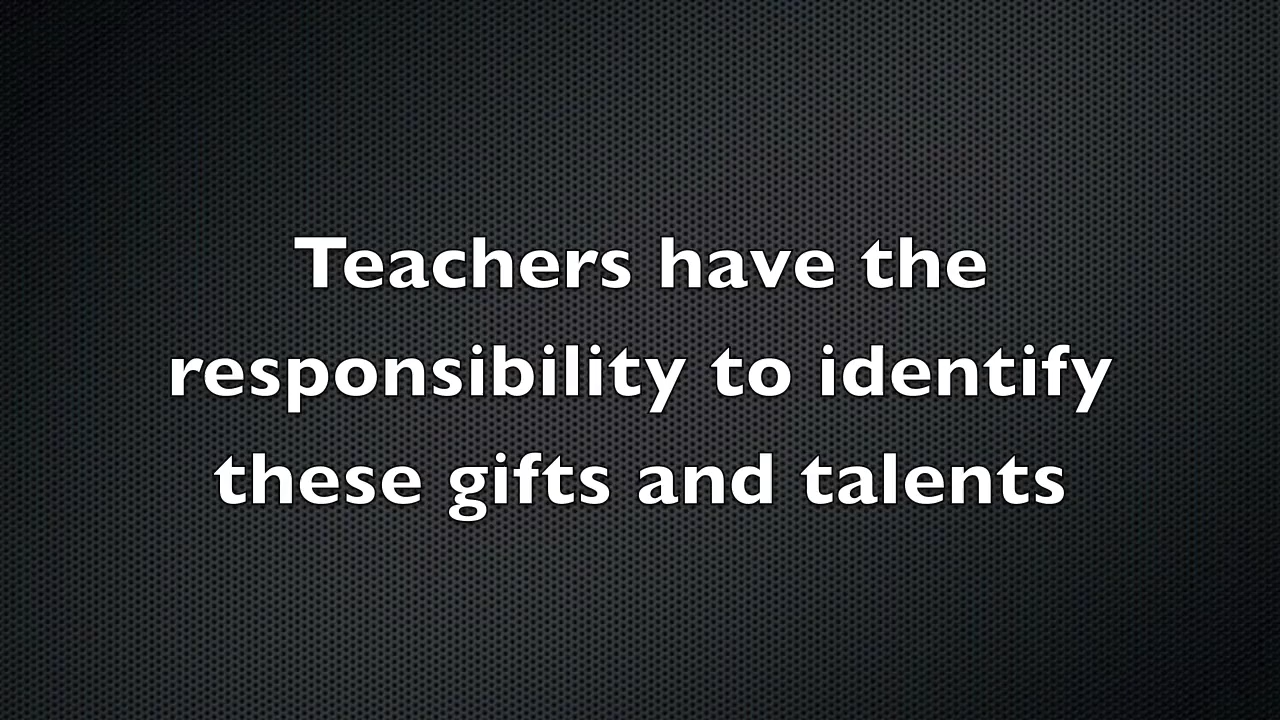 Teachers have the
responsibility to identify
these gifts and talents